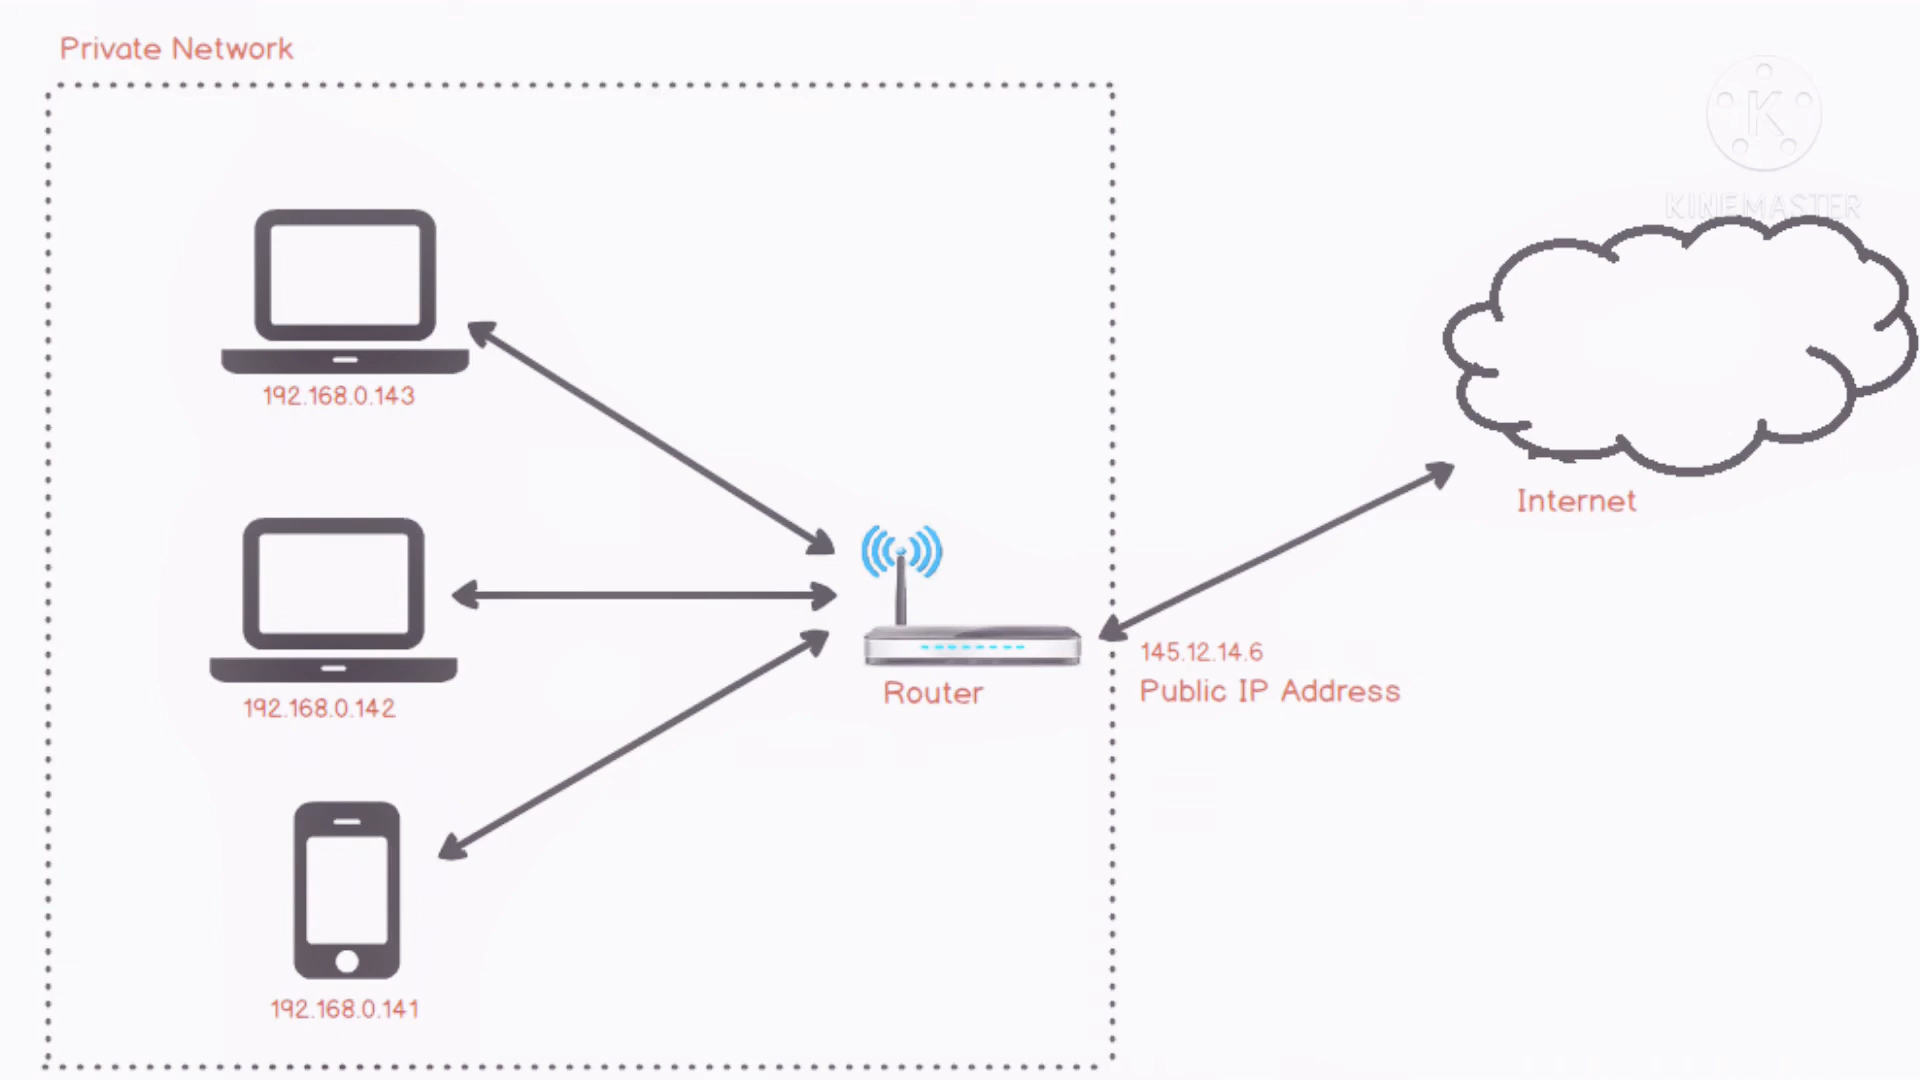 Private Network
K
KINEMASTER
192.168.0.143
Internet
145.12.14.6
Public IP Address
Router
192.168.0.142
192.168.0.141